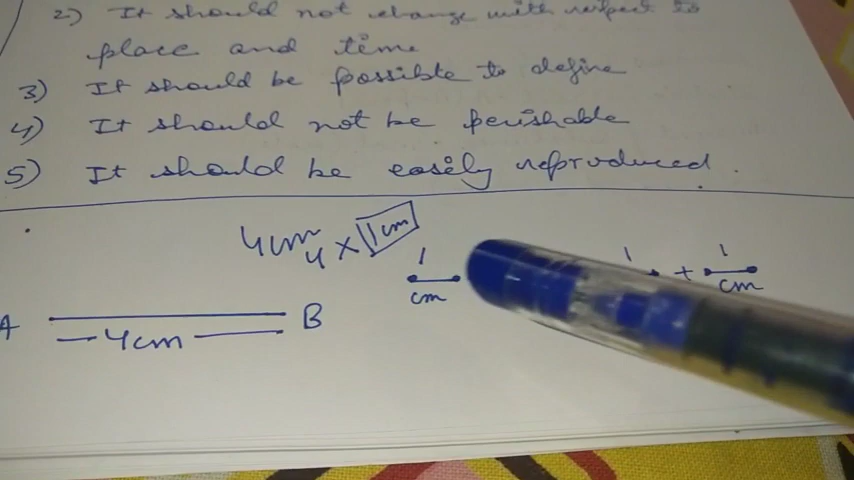 2) It should not change with respect to
place and time
3) It should be possible to define
4) It should not be perishable
5) It should be easily reproduced.
4cm 4 × 1cm
1 1 + 1
cm cm
A B
4cm